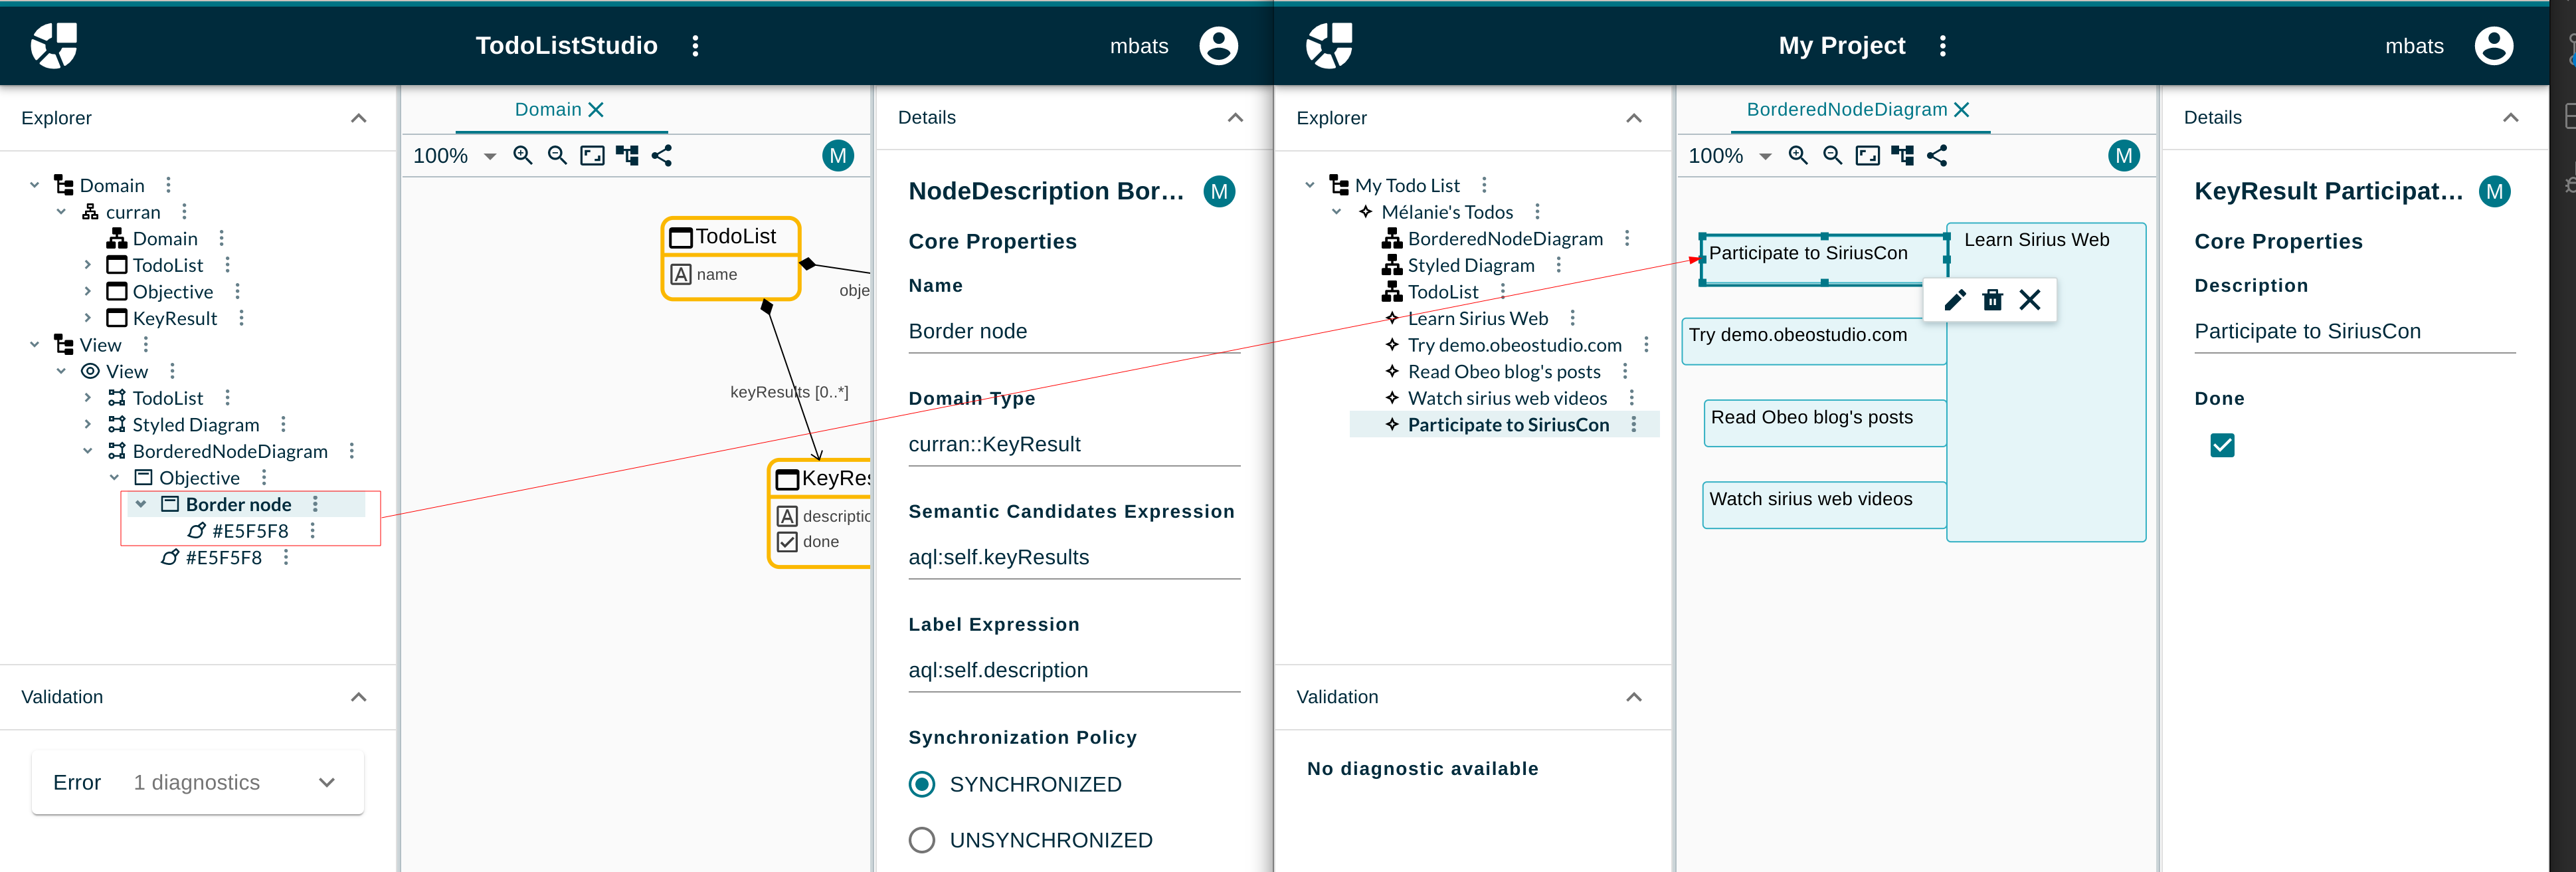 TodoListStudio
mbats
Explorer
Domain
curran
Domain
TodoList
Objective
KeyResult
View
View
TodoList
Styled Diagram
BorderedNodeDiagram
Objective
Border node
#E5F5F8
#E5F5F8
Validation
Error 1 diagnostics
Domain
100%
M
TodoList
name
obje
keyResults [0..*]
KeyRes
descriptio
done
Details
NodeDescription Bor...
M
Core Properties
Name
Border node
Domain Type
curran::KeyResult
Semantic Candidates Expression
aql:self.keyResults
Label Expression
aql:self.description
Synchronization Policy
SYNCHRONIZED
UNSYNCHRONIZED
My Project
mbats
Explorer
My Todo List
Mélanie's Todos
BorderedNodeDiagram
Styled Diagram
TodoList
Learn Sirius Web
Try demo.obeostudio.com
Read Obeo blog's posts
Watch sirius web videos
Participate to SiriusCon
Validation
No diagnostic available
BorderedNodeDiagram
100%
M
Participate to SiriusCon
Learn Sirius Web
Try demo.obeostudio.com
Read Obeo blog's posts
Watch sirius web videos
Details
KeyResult Participat...
M
Core Properties
Description
Participate to SiriusCon
Done